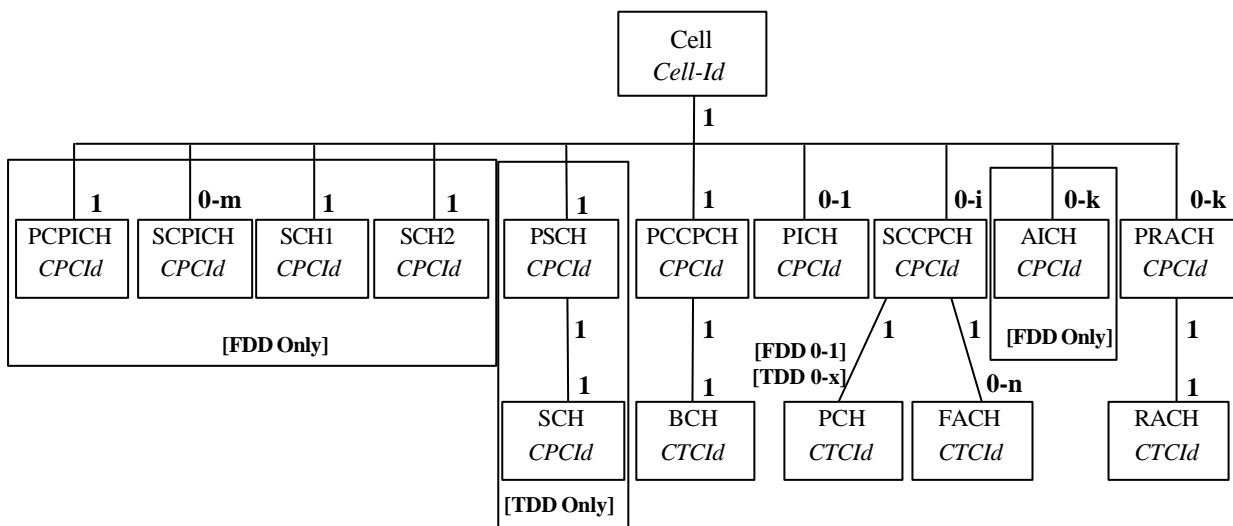 Cell
Cell-Id
1
1 0-m 1 1 1 1 0-1 0-i 0-k 0-k
PCPICH SCPICH SCH1 SCH2 PSCH PCCPCH PICH SCCPCH AICH PRACH
CPCId CPCId CPCId CPCId CPCId CPCId CPCId CPCId CPCId CPCId
1 1 1 1 1
[FDD Only] [FDD 0-1] [FDD Only]
[TDD 0-x]
1 1 0-n 1
SCH BCH PCH FACH RACH
CPCId CTCId CTCId CTCId CTCId
[TDD Only]